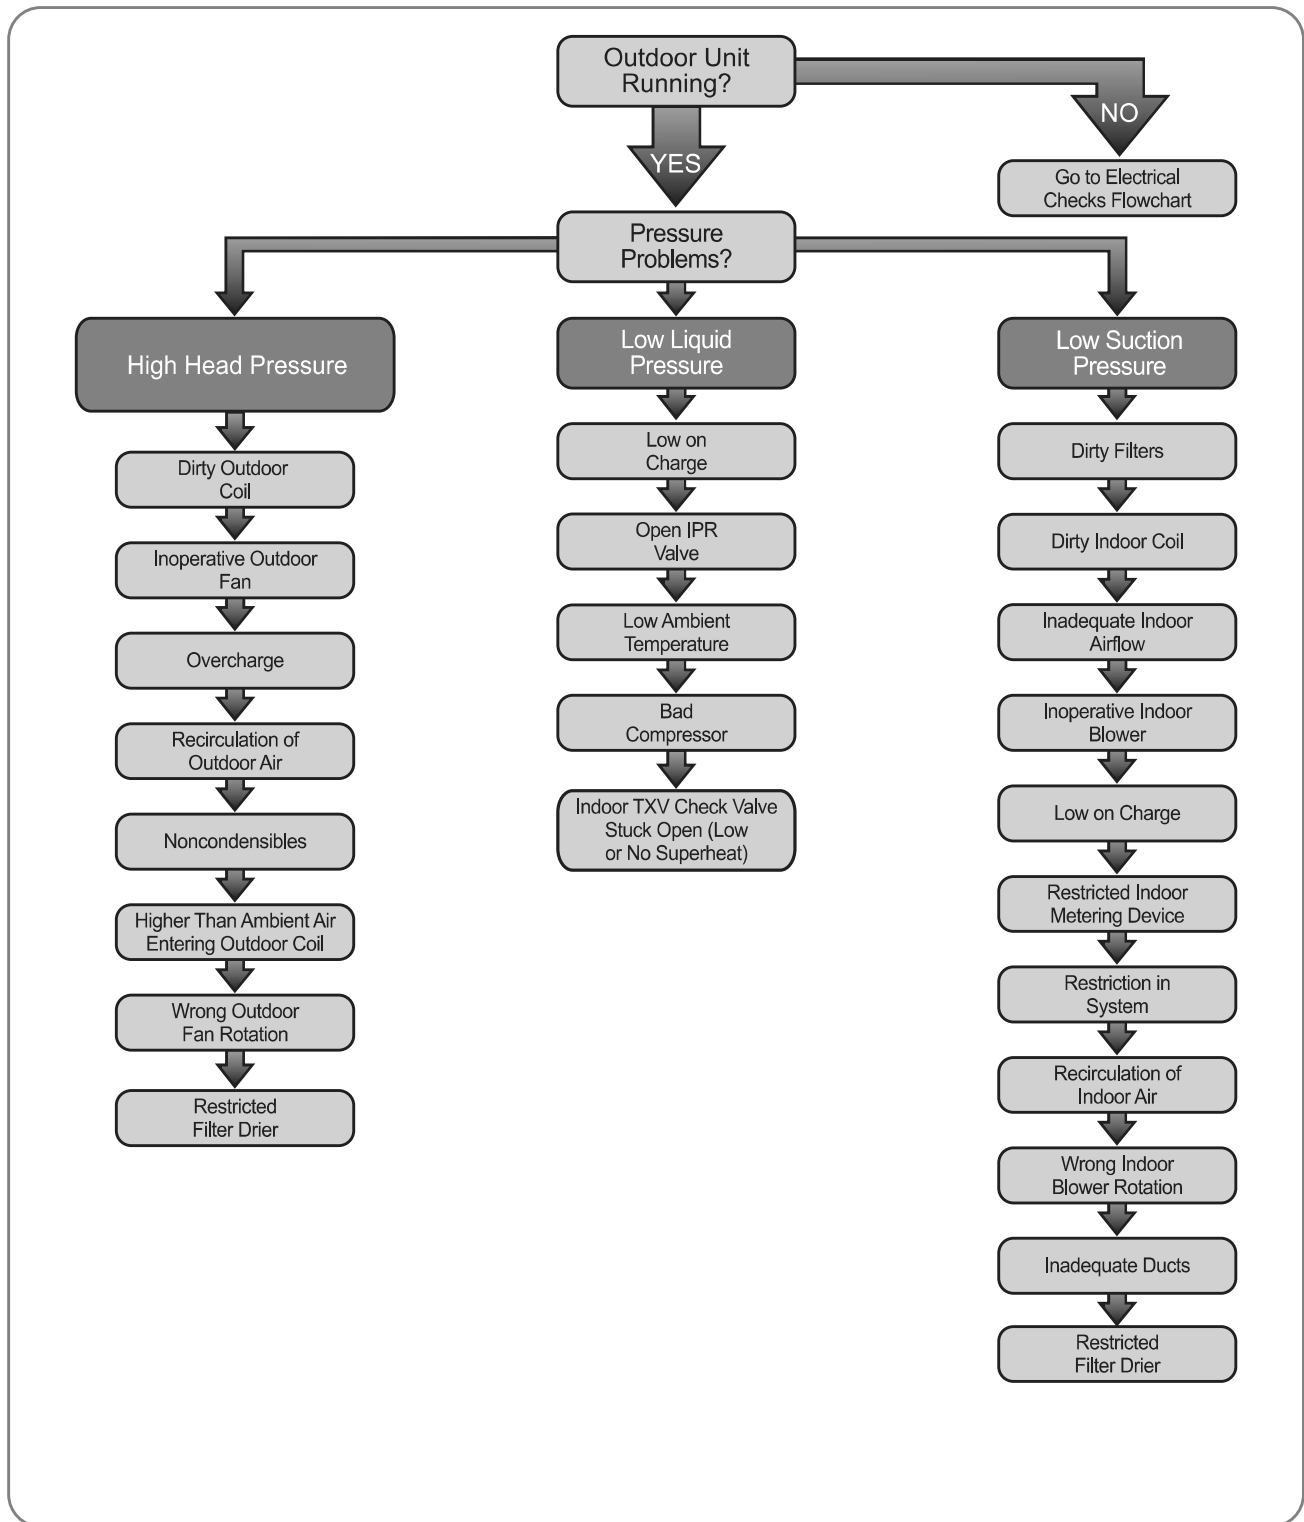 Outdoor Unit
Running?
NO
YES
Go to Electrical
Checks Flowchart
Pressure
Problems?
High Head Pressure
Dirty Outdoor
Coil
Inoperative Outdoor
Fan
Overcharge
Recirculation of
Outdoor Air
Noncondensibles
Higher Than Ambient Air
Entering Outdoor Coil
Wrong Outdoor
Fan Rotation
Restricted
Filter Drier
Low Liquid
Pressure
Low on
Charge
Open IPR
Valve
Low Ambient
Temperature
Bad
Compressor
Indoor TXV Check Valve
Stuck Open (Low
or No Superheat)
Low Suction
Pressure
Dirty Filters
Dirty Indoor Coil
Inadequate Indoor
Airflow
Inoperative Indoor
Blower
Low on Charge
Restricted Indoor
Metering Device
Restriction in
System
Recirculation of
Indoor Air
Wrong Indoor
Blower Rotation
Inadequate Ducts
Restricted
Filter Drier